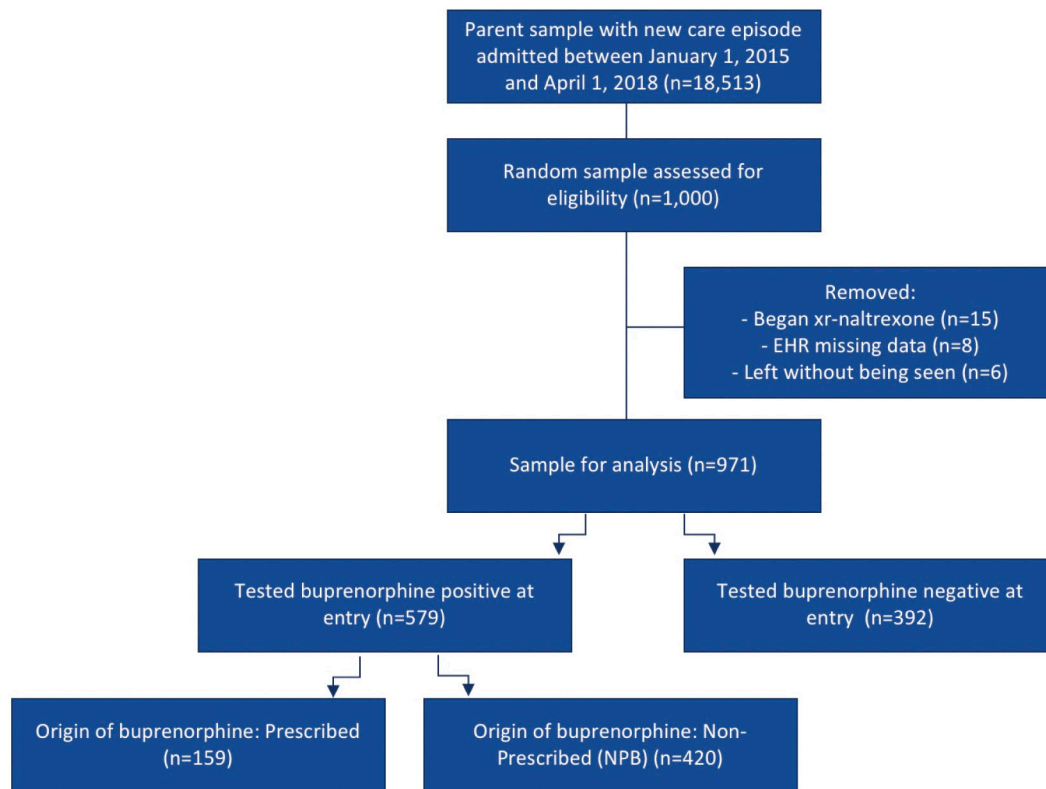 Parent sample with new care episode
admitted between January 1, 2015
and April 1, 2018 (n=18,513)
Random sample assessed for
eligibility (n=1,000)
Removed:
- Began xr-naltrexone (n=15)
- EHR missing data (n=8)
- Left without being seen (n=6)
Sample for analysis (n=971)
Tested buprenorphine positive at
entry (n=579)
Tested buprenorphine negative at
entry (n=392)
Origin of buprenorphine: Prescribed
(n=159)
Origin of buprenorphine: Non-
Prescribed (NPB) (n=420)